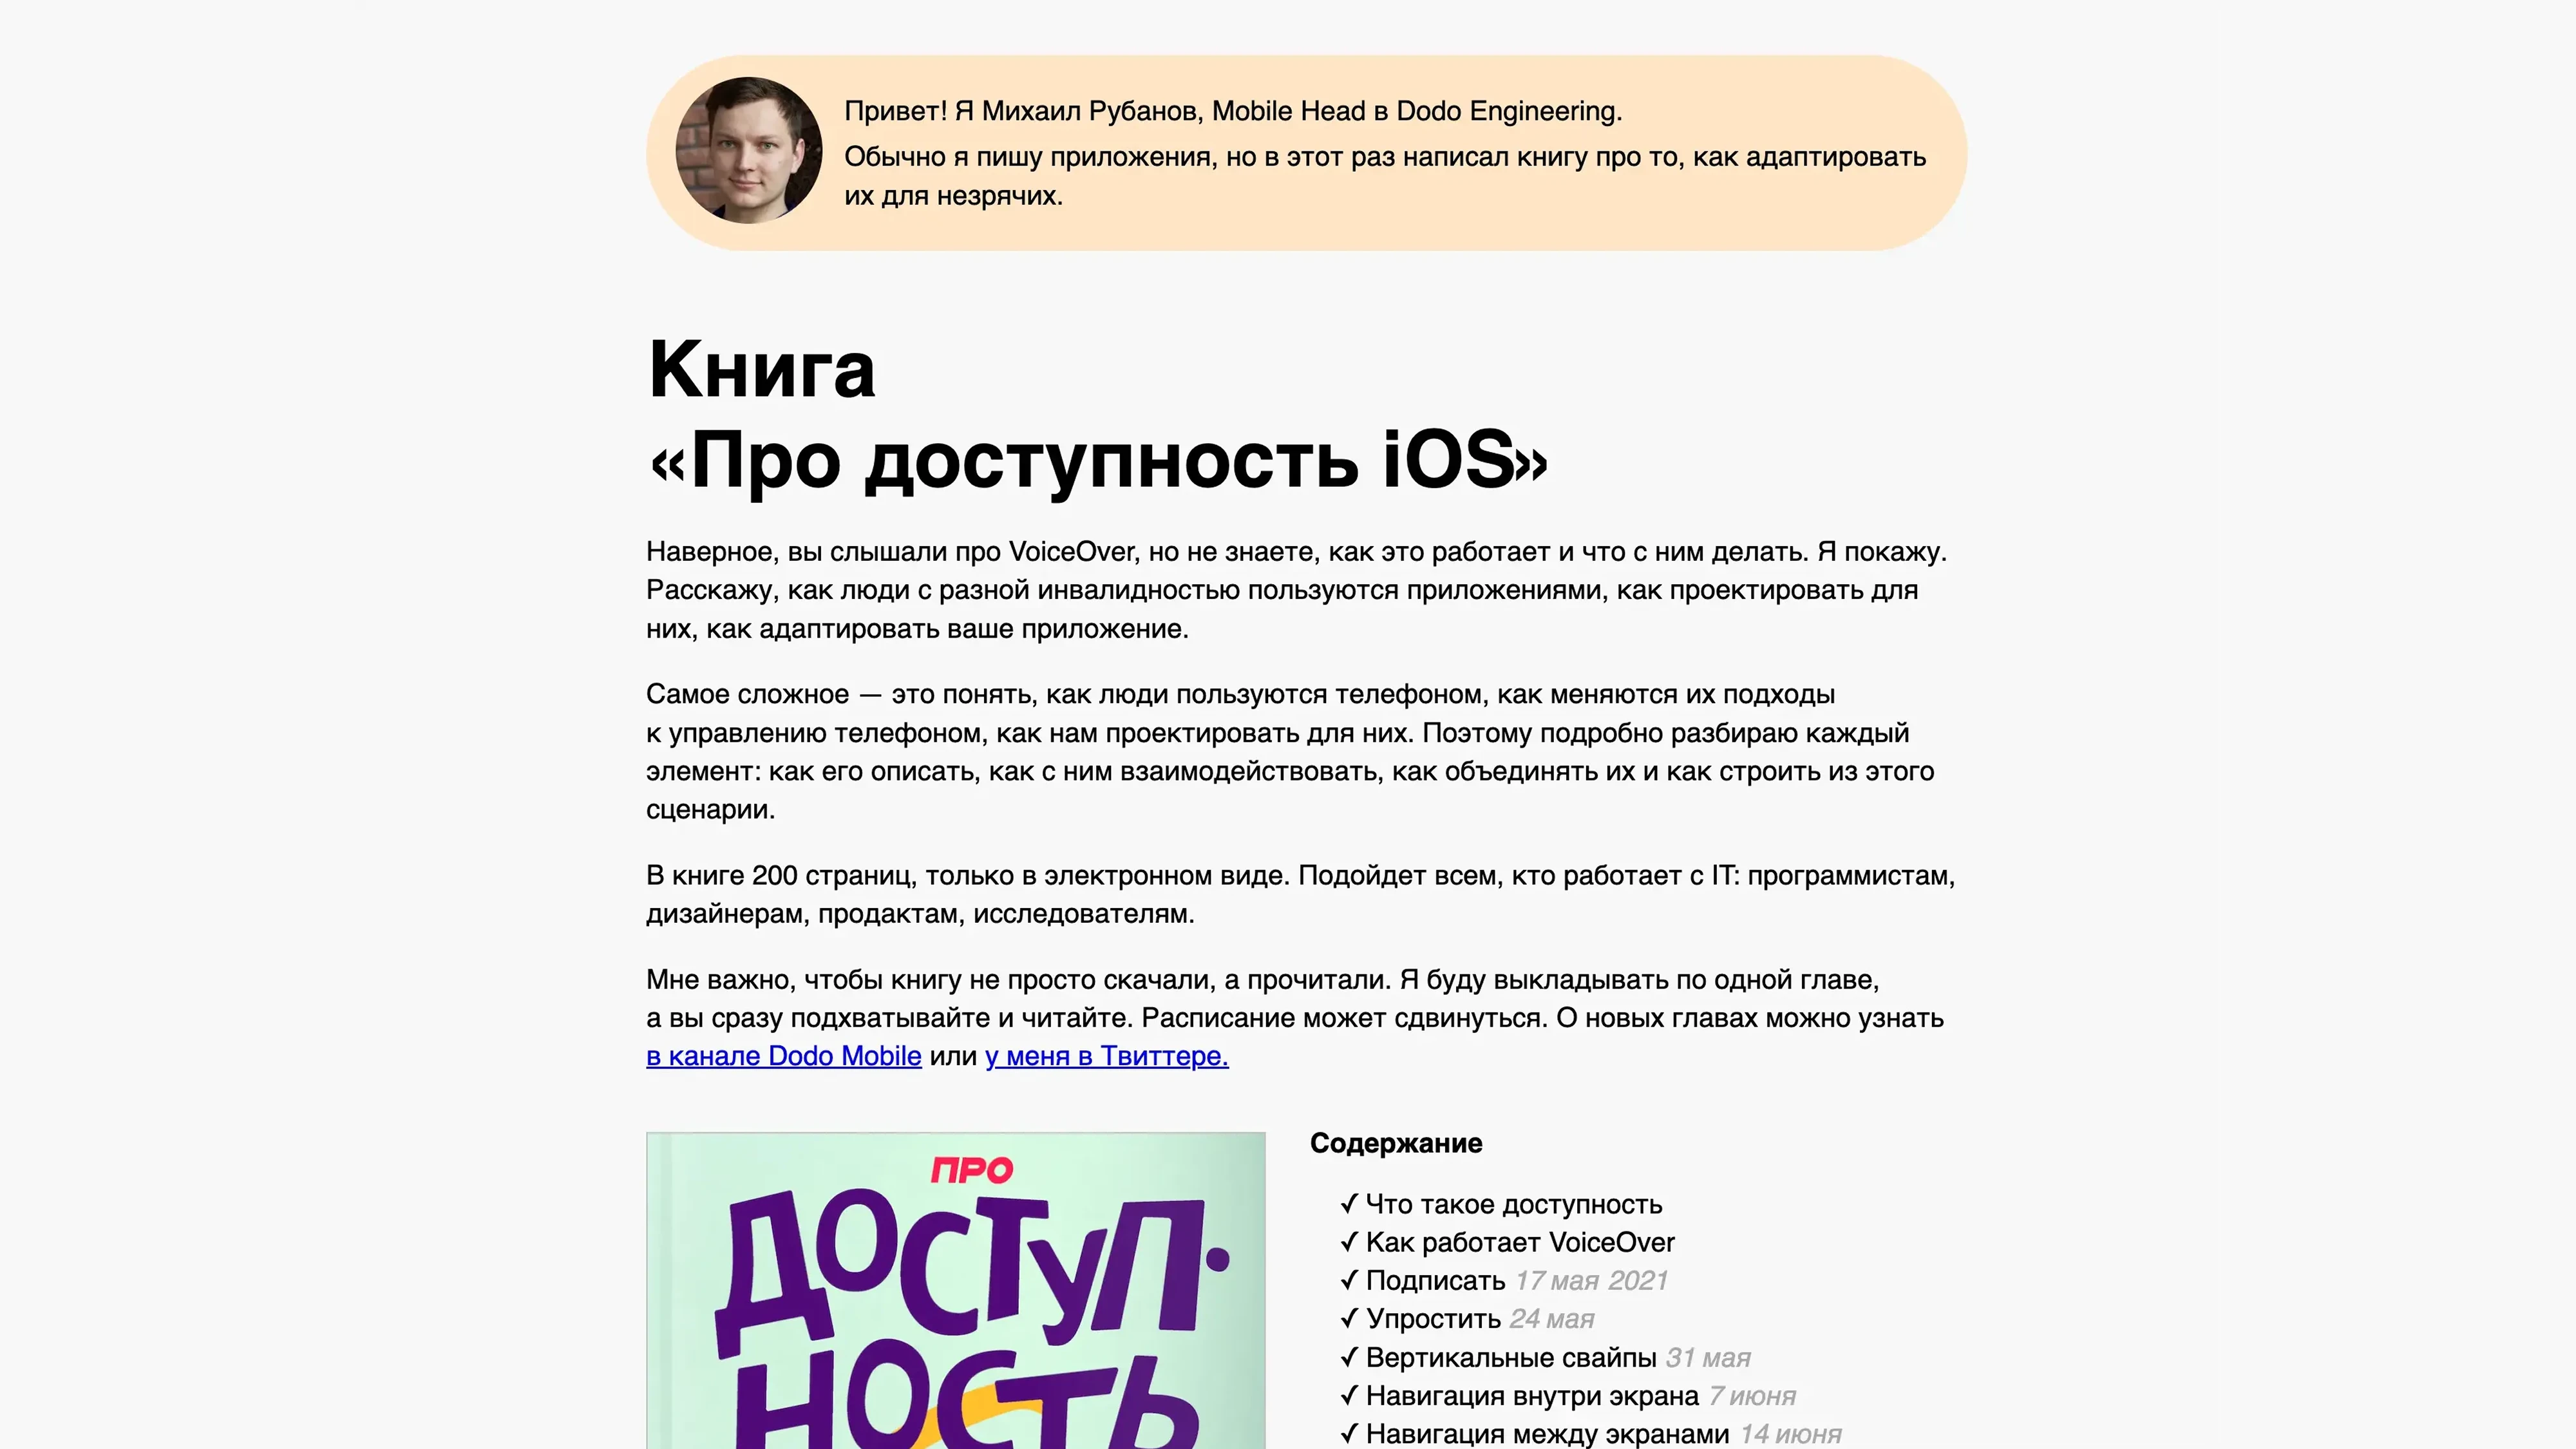 Привет! Я Михаил Рубанов, Mobile Head в Dodo Engineering.
Обычно я пишу приложения, но в этот раз написал книгу про то, как адаптировать
их для незрячих.
Книга
«Про доступность iOS»
Наверное, вы слышали про VoiceOver, но не знаете, как это работает и что с ним делать. Я покажу.
Расскажу, как люди с разной инвалидностью пользуются приложениями, как проектировать для
них, как адаптировать ваше приложение.
Самое сложное — это понять, как люди пользуются телефоном, как меняются их подходы
к управлению телефоном, как нам проектировать для них. Поэтому подробно разбираю каждый
элемент: как его описать, как с ним взаимодействовать, как объединять их и как строить из этого
сценарии.
В книге 200 страниц, только в электронном виде. Подойдет всем, кто работает с IT: программистам,
дизайнерам, продактам, исследователям.
Мне важно, чтобы книгу не просто скачали, а прочитали. Я буду выкладывать по одной главе,
а вы сразу подхватывайте и читайте. Расписание может сдвинуться. О новых главах можно узнать
в канале Dodo Mobile или у меня в Твиттере.
ПРО
ДОСТУП·
НОСТЬ
Содержание
✓ Что такое доступность
✓ Как работает VoiceOver
✓ Подписать 17 мая 2021
✓ Упростить 24 мая
✓ Вертикальные свайпы 31 мая
✓ Навигация внутри экрана 7 июня
✓ Навигация между экранами 14 июня